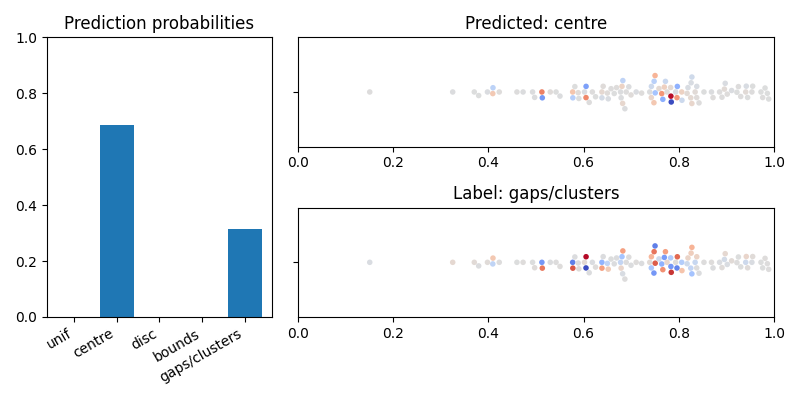 Prediction probabilities
1.0
0.8
0.6
0.4
0.2
0.0
unif
centre
disc
bounds
gaps/clusters
Predicted: centre
0.0 0.2 0.4 0.6 0.8 1.0
Label: gaps/clusters
0.0 0.2 0.4 0.6 0.8 1.0